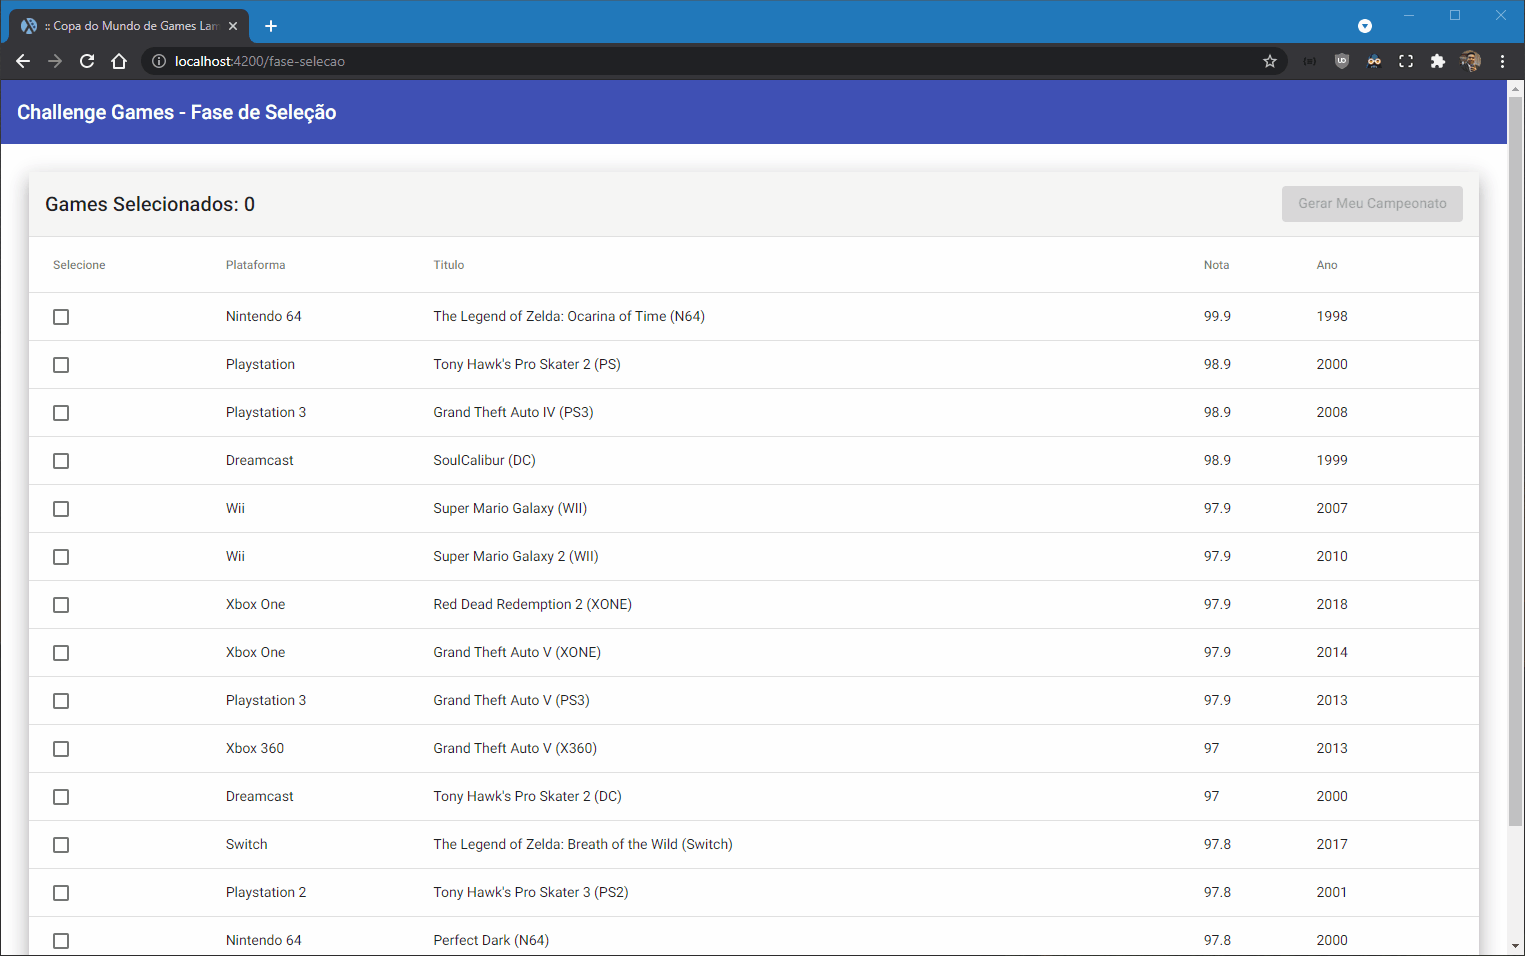 :: Copa do Mundo de Games Lam
localhost:4200/fase-selecao
Challenge Games - Fase de Seleção
Games Selecionados: 0
Gerar Meu Campeonato
Selecione Plataforma Titulo Nota Ano
Nintendo 64 The Legend of Zelda: Ocarina of Time (N64) 99.9 1998
Playstation Tony Hawk's Pro Skater 2 (PS) 98.9 2000
Playstation 3 Grand Theft Auto IV (PS3) 98.9 2008
Dreamcast SoulCalibur (DC) 98.9 1999
Wii Super Mario Galaxy (WII) 97.9 2007
Wii Super Mario Galaxy 2 (WII) 97.9 2010
Xbox One Red Dead Redemption 2 (XONE) 97.9 2018
Xbox One Grand Theft Auto V (XONE) 97.9 2014
Playstation 3 Grand Theft Auto V (PS3) 97.9 2013
Xbox 360 Grand Theft Auto V (X360) 97 2013
Dreamcast Tony Hawk's Pro Skater 2 (DC) 97 2000
Switch The Legend of Zelda: Breath of the Wild (Switch) 97.8 2017
Playstation 2 Tony Hawk's Pro Skater 3 (PS2) 97.8 2001
Nintendo 64 Perfect Dark (N64) 97.8 2000